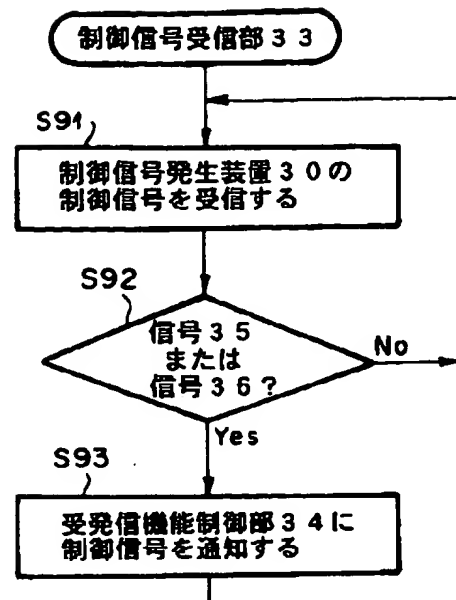 制御信号受信部33
S91
制御信号発生装置30の
制御信号を受信する
S92
信号35
または
信号36?
No
Yes
S93
受発信機能制御部34に
制御信号を通知する